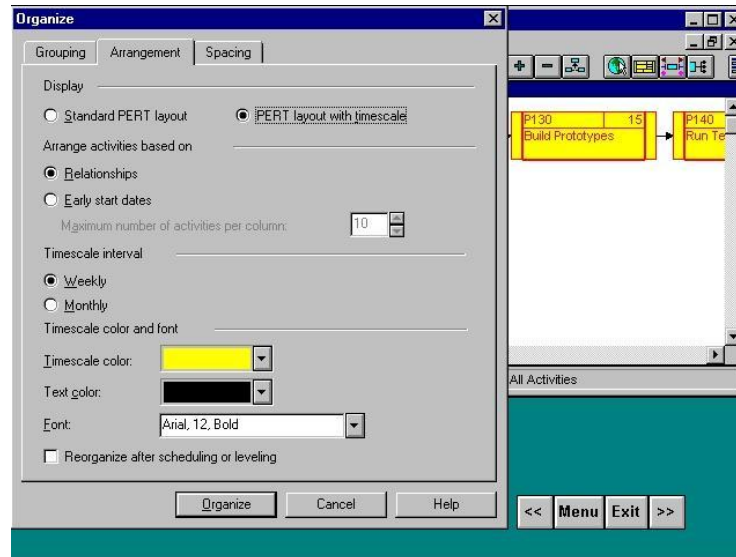 Organize
Grouping Arrangement Spacing
Display
Standard PERT layout PERT layout with timescale
Arrange activities based on
Relationships
Early start dates
Maximum number of activities per column: 10
Timescale interval
Weekly
Monthly
Timescale color and font
Timescale color:
Text color:
Font: Arial, 12, Bold
Reorganize after scheduling or leveling
Organize Cancel Help
P130 15 P140
Build Prototypes Run Te
All Activities
<< Menu Exit >>